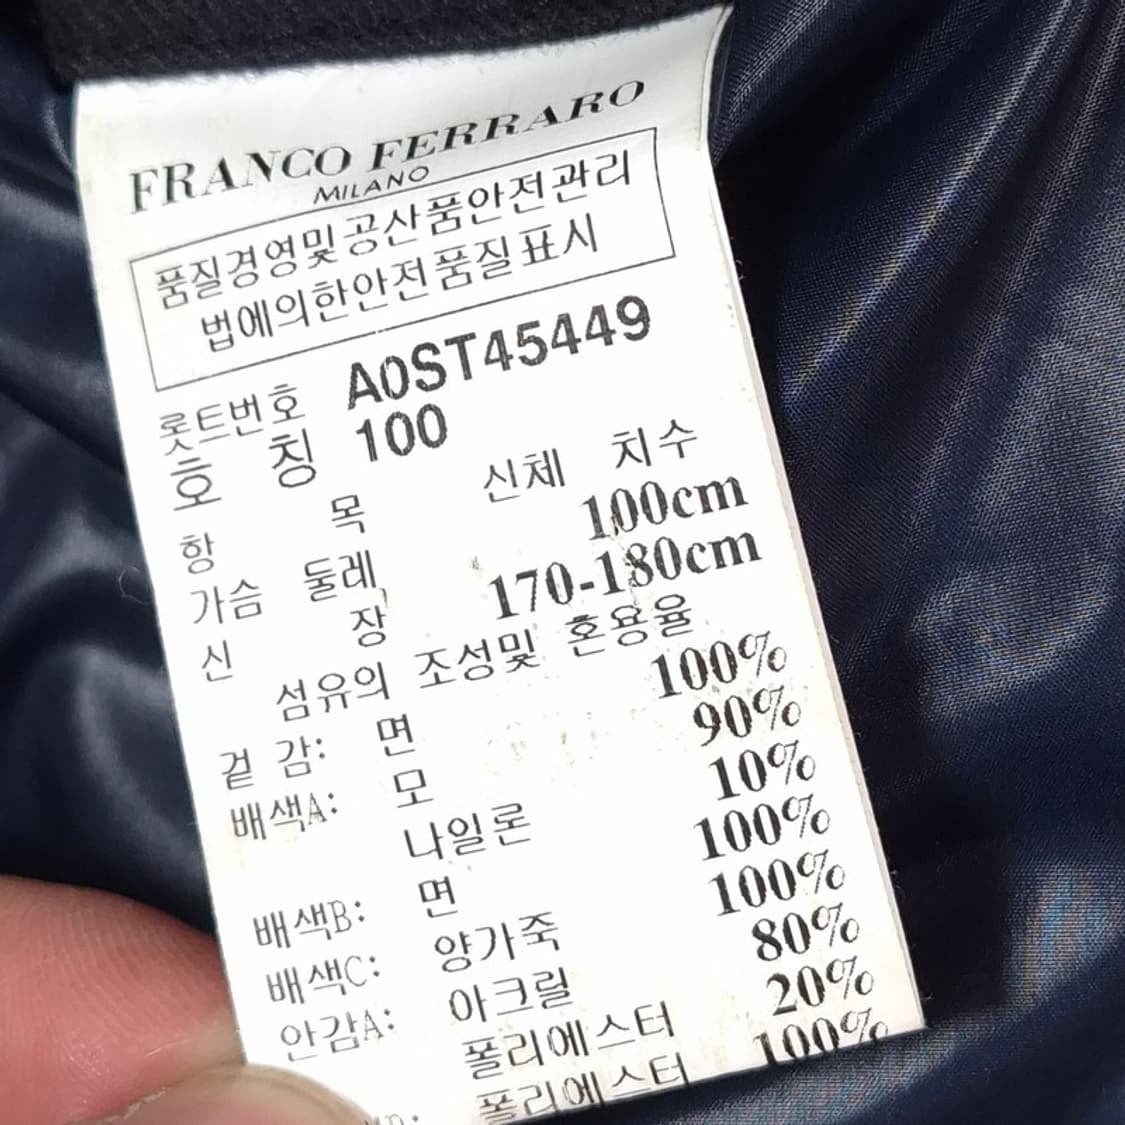 FRANCO FERRARO
MILANO
품질경영및공산품안전관리
법에의한안전품질표시
롯트번호 A0ST45449
호 칭 100
항 목 신체 치수
가슴 둘레 100cm
신 장 170-180cm
섬유의 조성및 혼용율
겉 감: 면 100%
배색A: 모 90%
나일론 10%
배색B: 면 100%
배색C: 양가죽 100%
안감A: 아크릴 80%
폴리에스터 20%
폴리에스터 100%